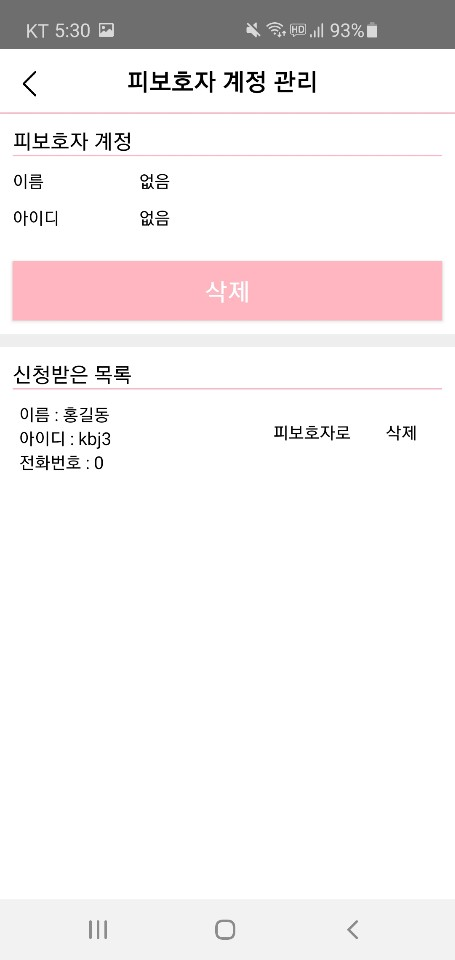 KT 5:30 HD 93%
피보호자 계정 관리
피보호자 계정
이름 없음
아이디 없음
삭제
신청받은 목록
이름 : 홍길동
아이디 : kbj3
전화번호 : 0
피보호자로 삭제